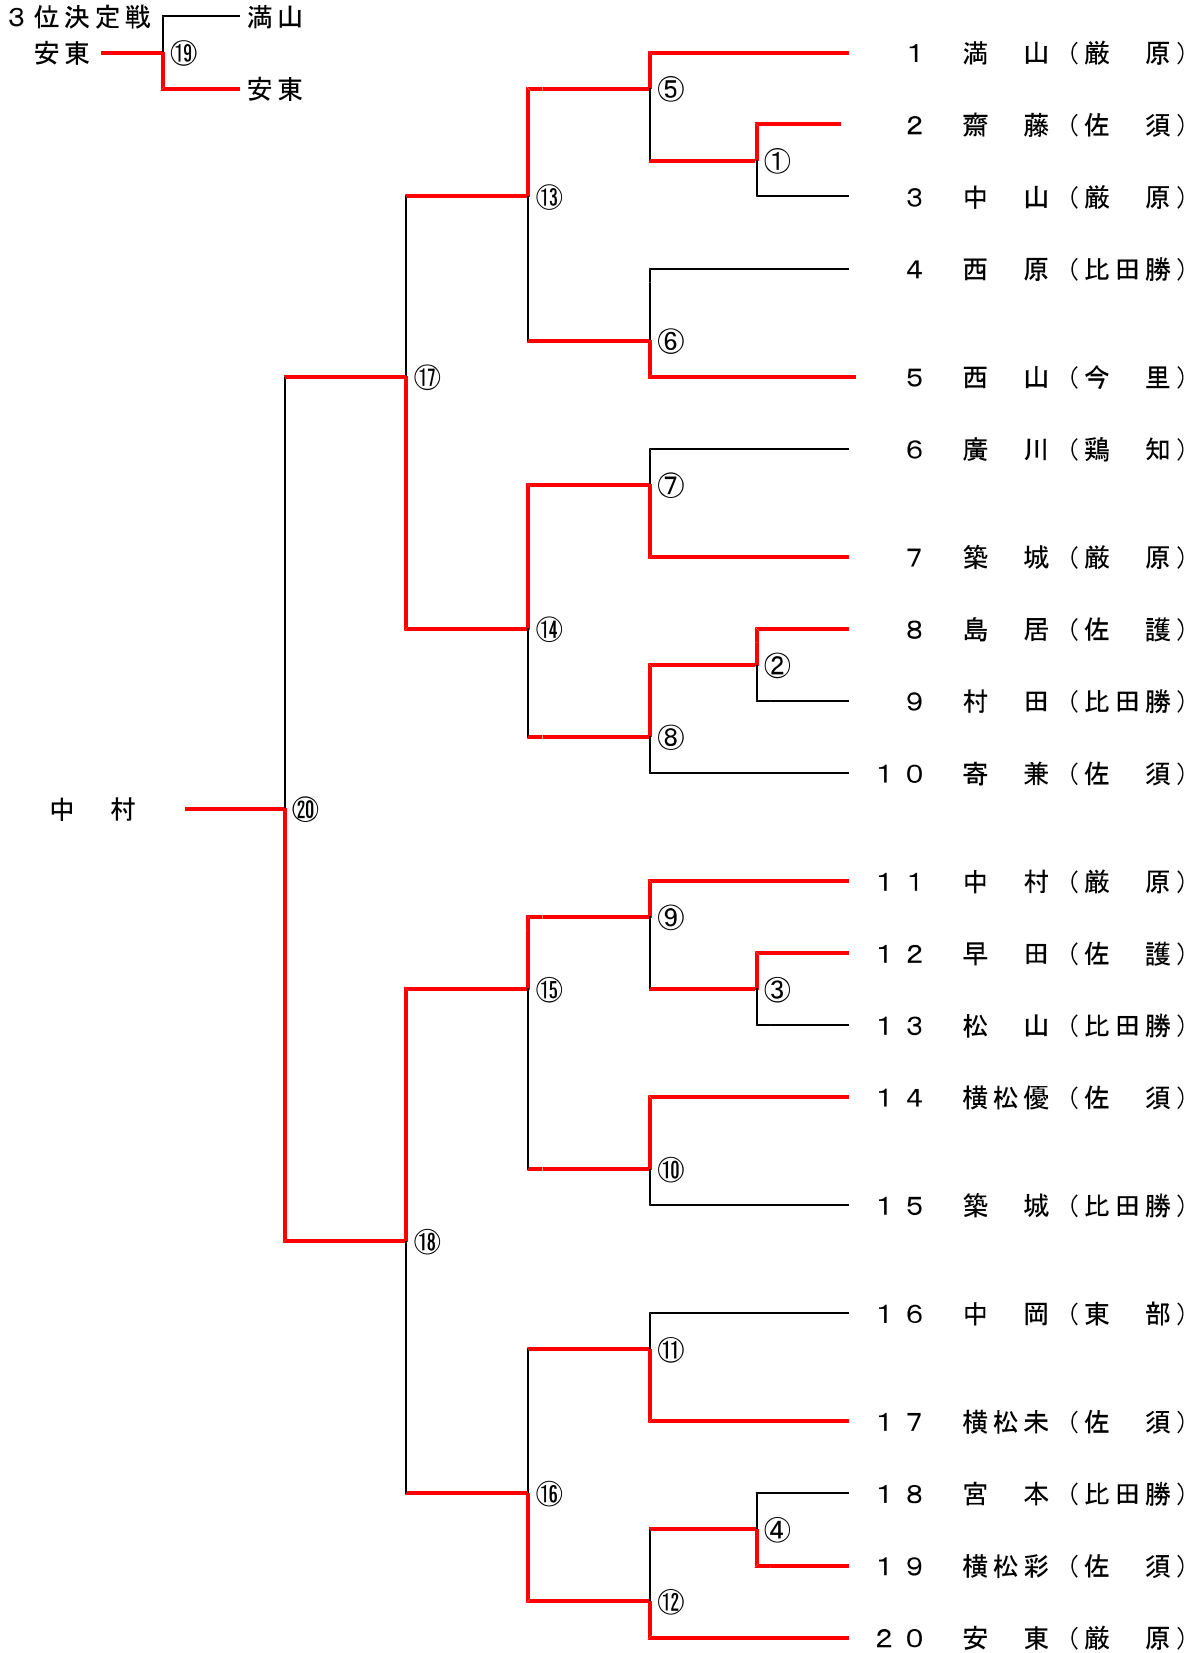 3位決定戦 満山
安東 ⑲
安東
1 満山（厳原）
⑤
2 齋藤（佐須）
①
⑬ 3 中山（厳原）
4 西原（比田勝）
⑥
⑰ 5 西山（今里）
6 廣川（鶏知）
⑦
7 築城（厳原）
⑭ 8 島居（佐護）
②
9 村田（比田勝）
⑧
10 寄兼（佐須）
中村 ⑳
11 中村（厳原）
⑨
12 早田（佐護）
⑮ ③
13 松山（比田勝）
14 横松優（佐須）
⑩
15 築城（比田勝）
⑱
16 中岡（東部）
⑪
17 横松未（佐須）
⑯ 18 宮本（比田勝）
④
19 横松彩（佐須）
⑫
20 安東（厳原）